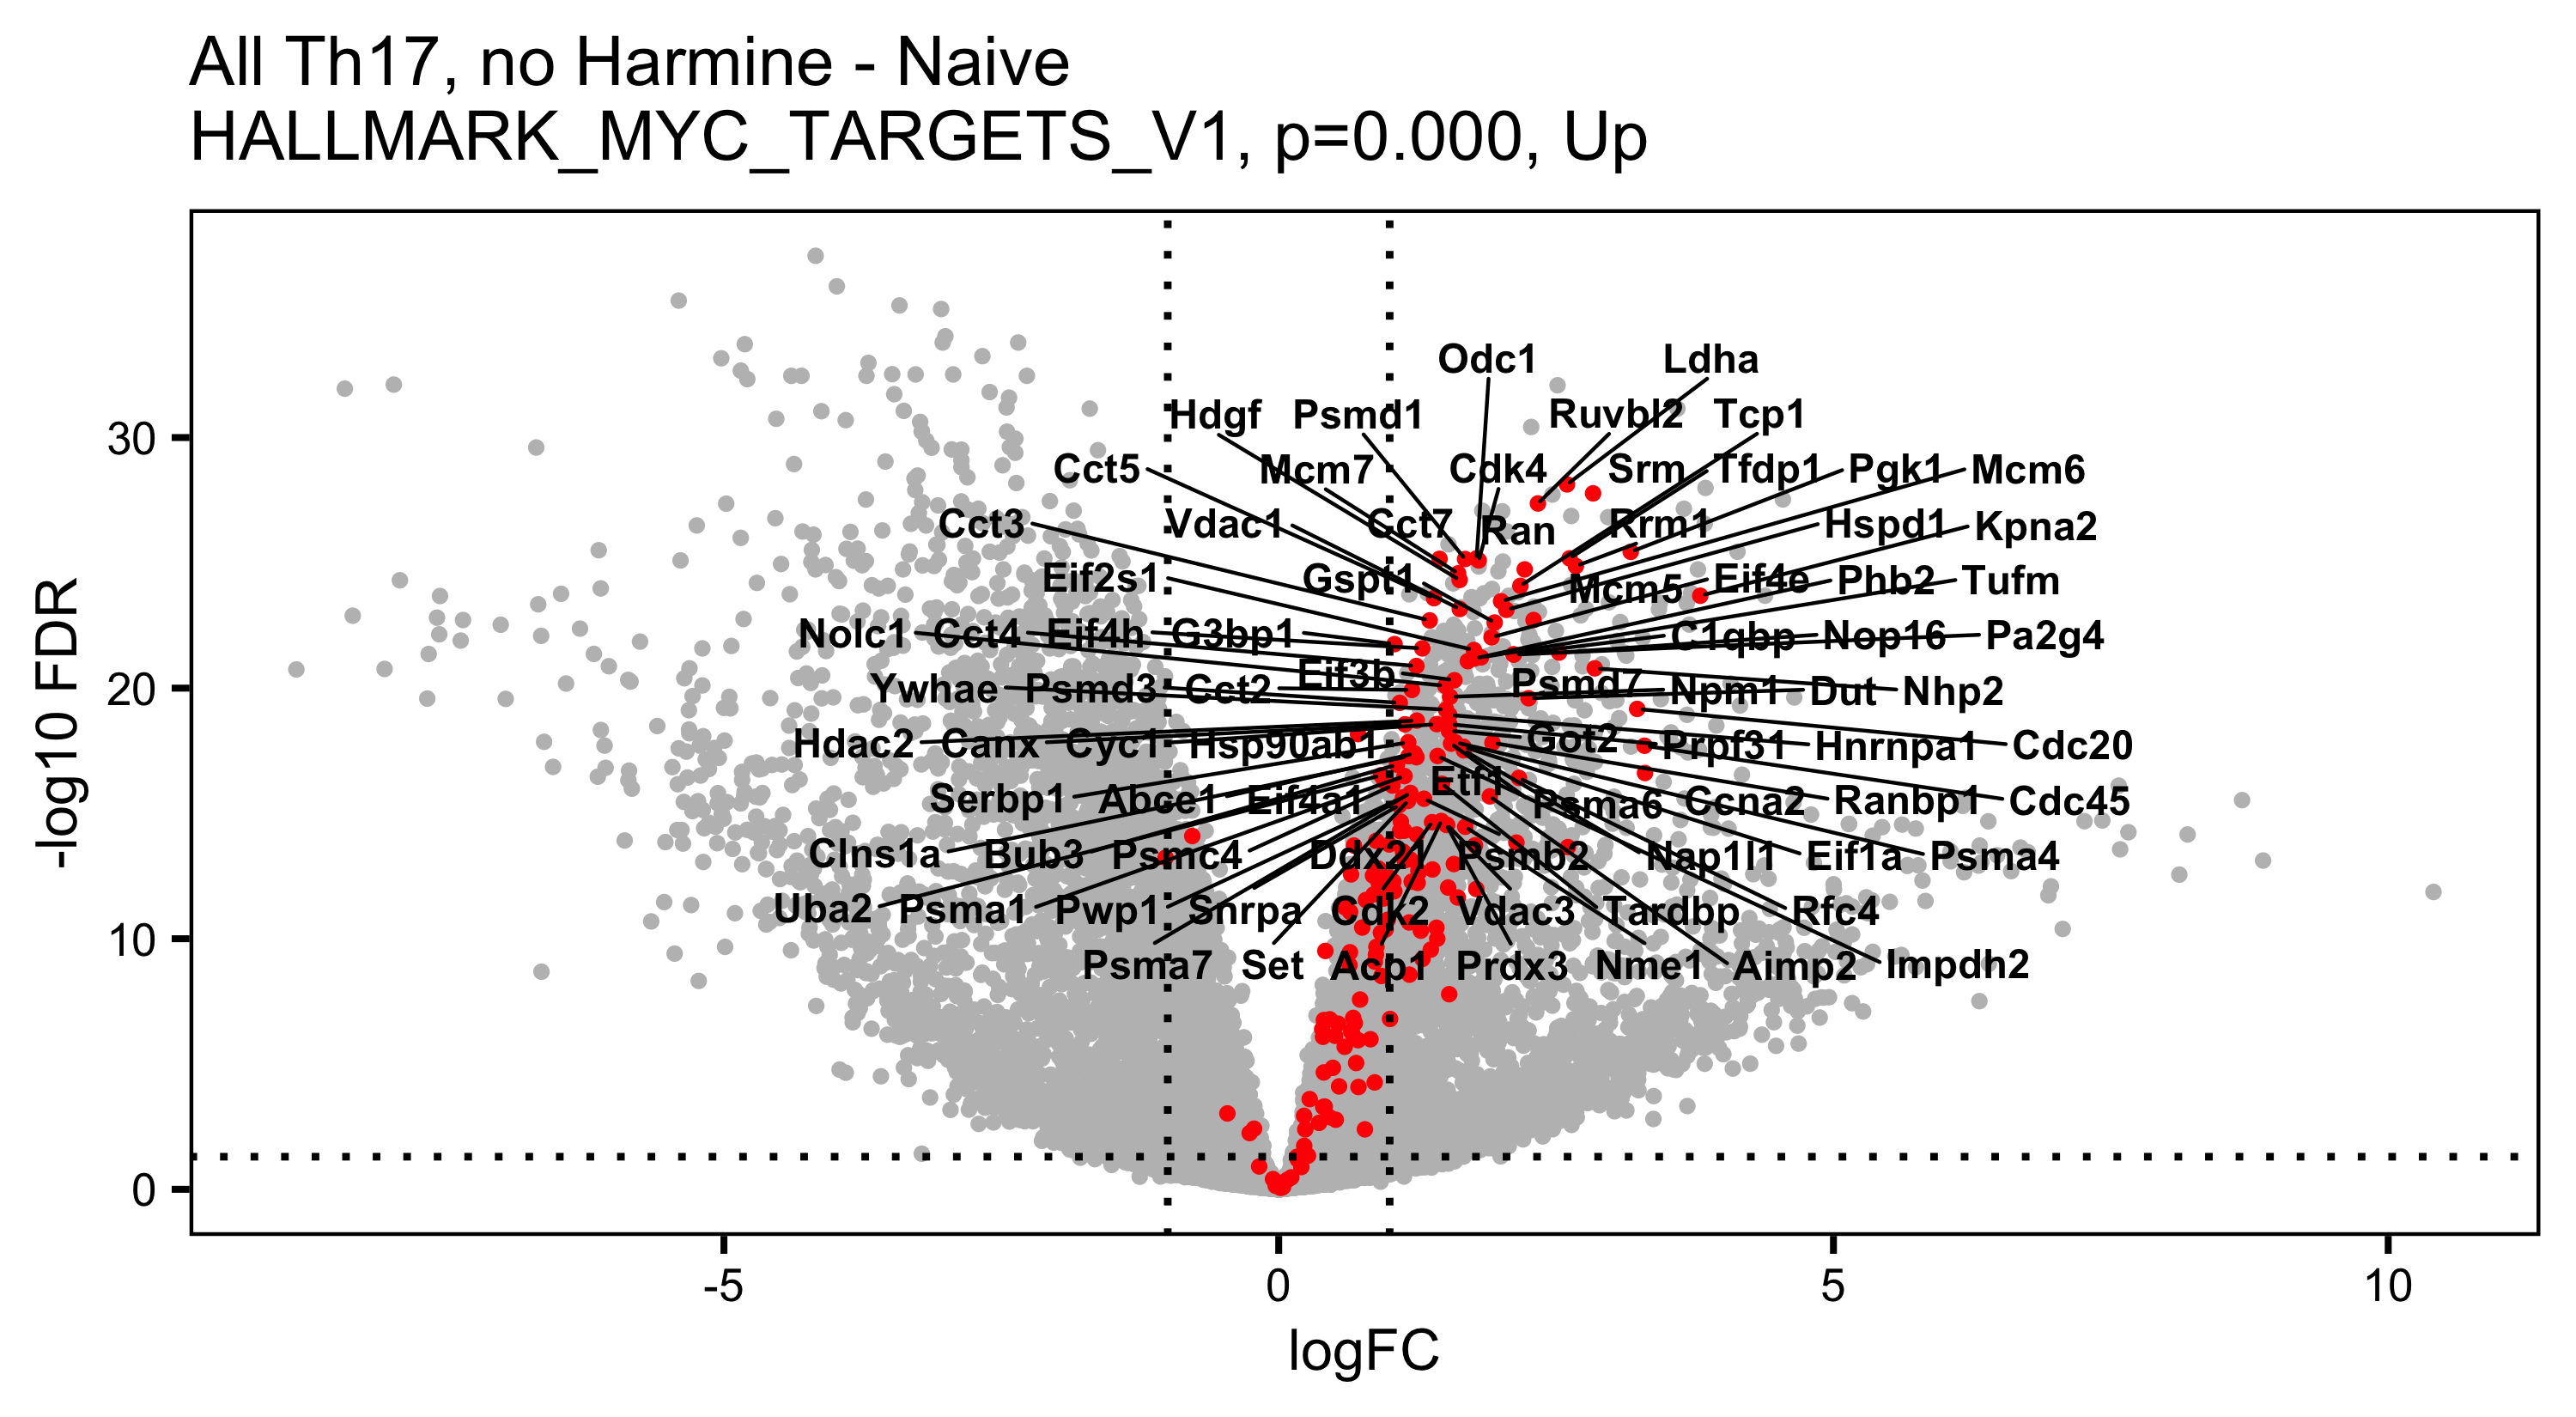 All Th17, no Harmine - Naive
HALLMARK_MYC_TARGETS_V1, p=0.000, Up
-log10 FDR
30
20
10
0
Odc1 Ldha
Hdgf Psmd1 Ruvbl2 Tcp1
Cct5 Mcm7 Cdk4 Srm Tfdp1 Pgk1 Mcm6
Cct3 Vdac1 Cct7 Ran Rrm1 Hspd1 Kpna2
Eif2s1 Gspt1 Mcm5 Eif4e Phb2 Tufm
Nolc1 Cct4 Eif4h G3bp1 C1qbp Nop16 Pa2g4
Ywhae Psmd3 Cct2 Eif3b Psmd7 Npm1 Dut Nhp2
Hdac2 Canx Cyc1 Hsp90ab1 Got2 Prpf31 Hnrnpa1 Cdc20
Serbp1 Abce1 Eif4a1 Etf1 Psma6 Ccna2 Ranbp1 Cdc45
Clns1a Bub3 Psmc4 Ddx21 Psmb2 Nap1l1 Eif1a Psma4
Uba2 Psma1 Pwp1 Snrpa Cdk2 Vdac3 Tardbp Rfc4
Psma7 Set Acp1 Prdx3 Nme1 Aimp2 Impdh2
-5 0 5 10
logFC